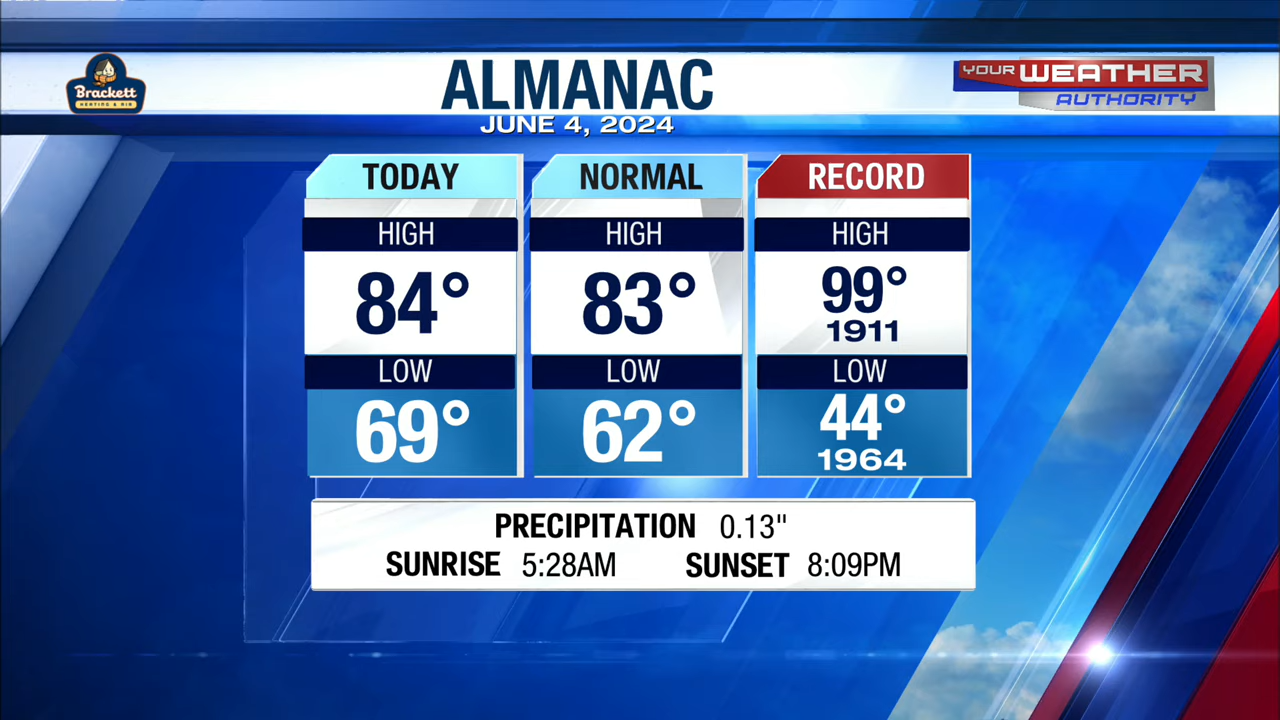 Brackett
HEATING & AIR
ALMANAC
JUNE 4, 2024
YOUR WEATHER
AUTHORITY
TODAY
HIGH
84°
LOW
69°
NORMAL
HIGH
83°
LOW
62°
RECORD
HIGH
99°
1911
LOW
44°
1964
PRECIPITATION 0.13"
SUNRISE 5:28AM SUNSET 8:09PM